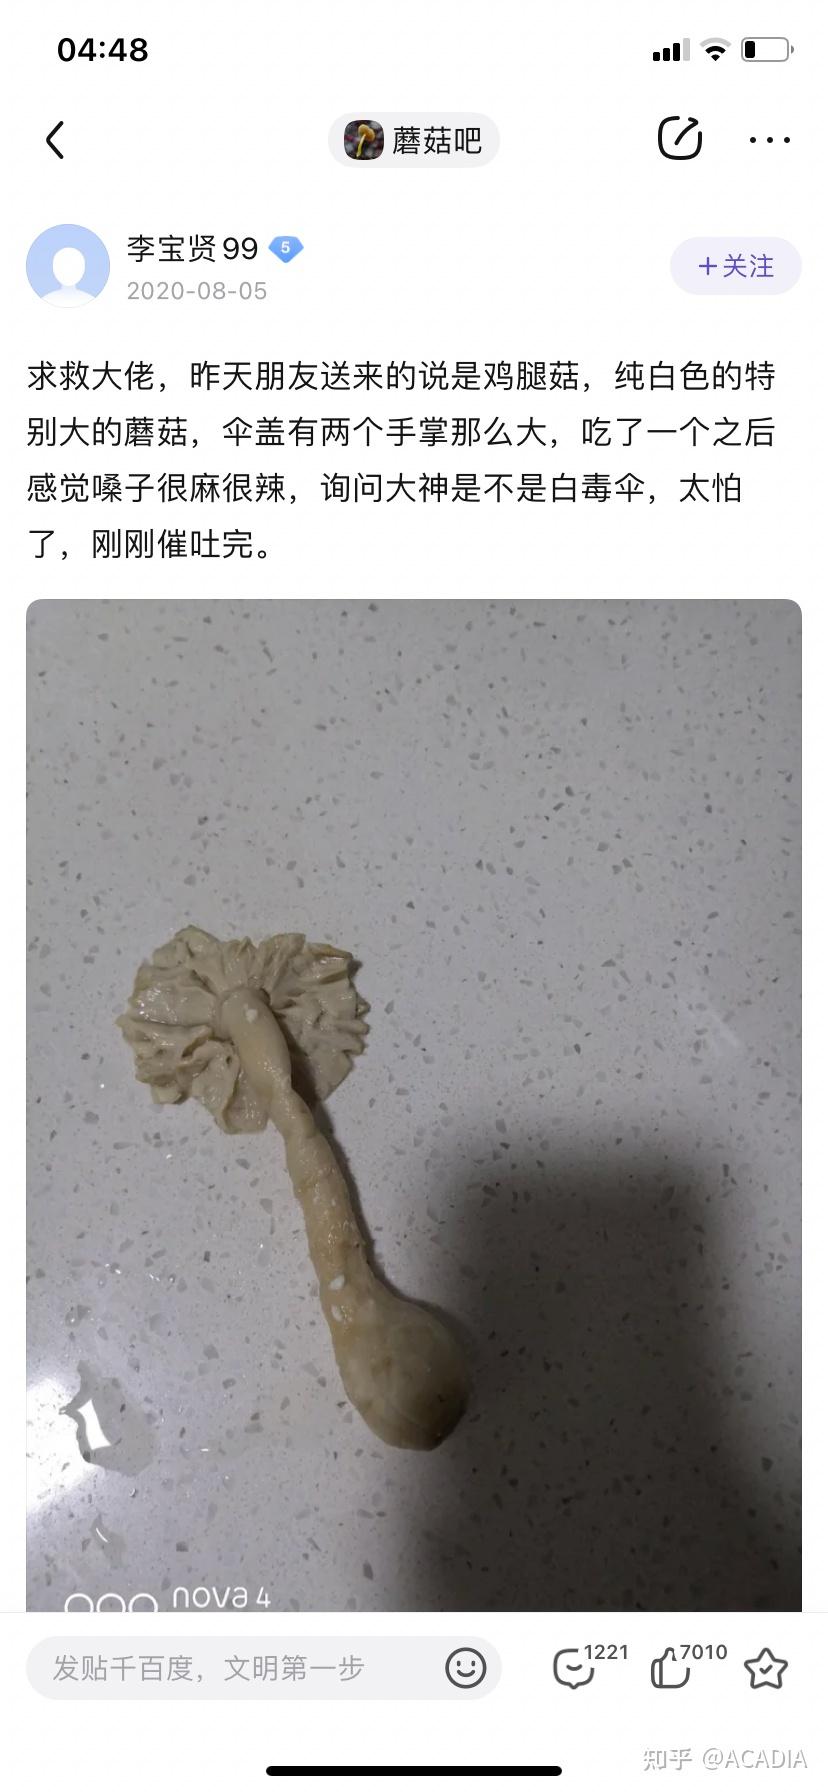 04:48
蘑菇吧
李宝贤99 5
2020-08-05
+关注
求救大佬，昨天朋友送来的说是鸡腿菇，纯白色的特
别大的蘑菇，伞盖有两个手掌那么大，吃了一个之后
感觉嗓子很麻很辣，询问大神是不是白毒伞，太怕
了，刚刚催吐完。
nova 4
发贴千百度，文明第一步
1221
7010
知乎 @ACADIA